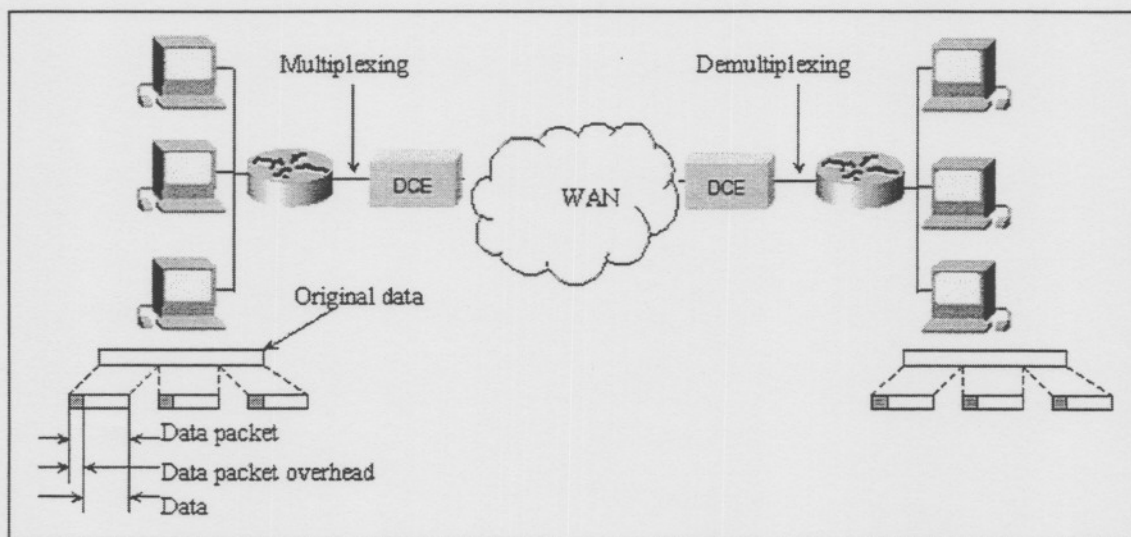 Multiplexing
Demultiplexing
DCE
WAN
DCE
Original data
Data packet
Data packet overhead
Data